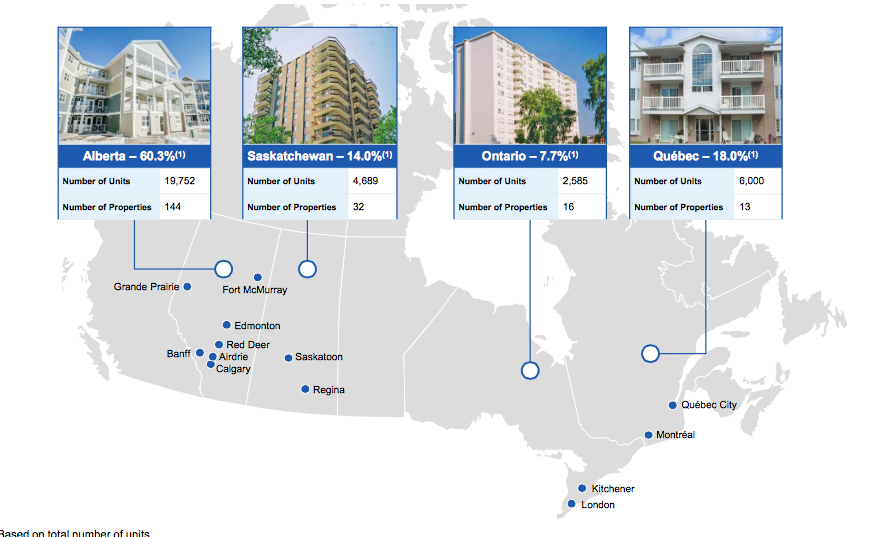 Alberta – 60.3%(1)
Number of Units 19,752
Number of Properties 144
Saskatchewan – 14.0%(1)
Number of Units 4,689
Number of Properties 32
Ontario – 7.7%(1)
Number of Units 2,585
Number of Properties 16
Québec – 18.0%(1)
Number of Units 6,000
Number of Properties 13
Grande Prairie
Fort McMurray
Edmonton
Red Deer
Banff
Airdrie
Calgary
Saskatoon
Regina
Québec City
Montréal
Kitchener
London
Based on total number of units